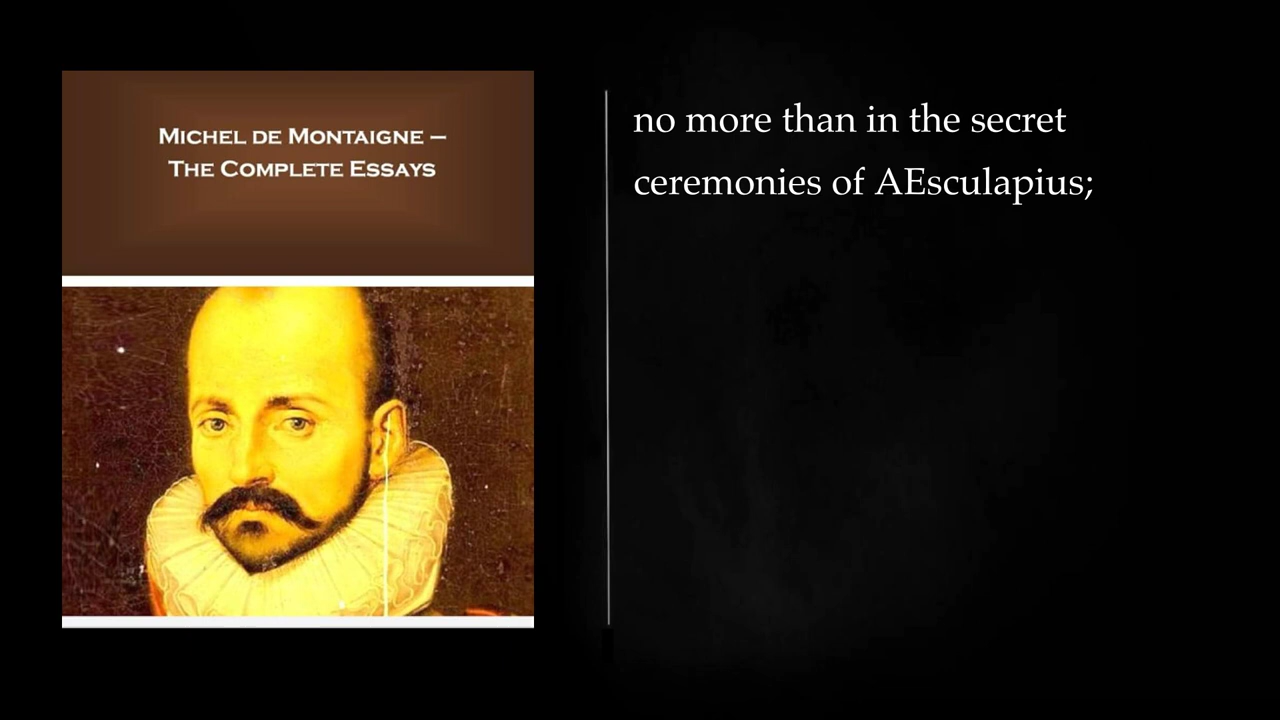 MICHEL DE MONTAIGNE –
THE COMPLETE ESSAYS
no more than in the secret
ceremonies of AEsculapius;